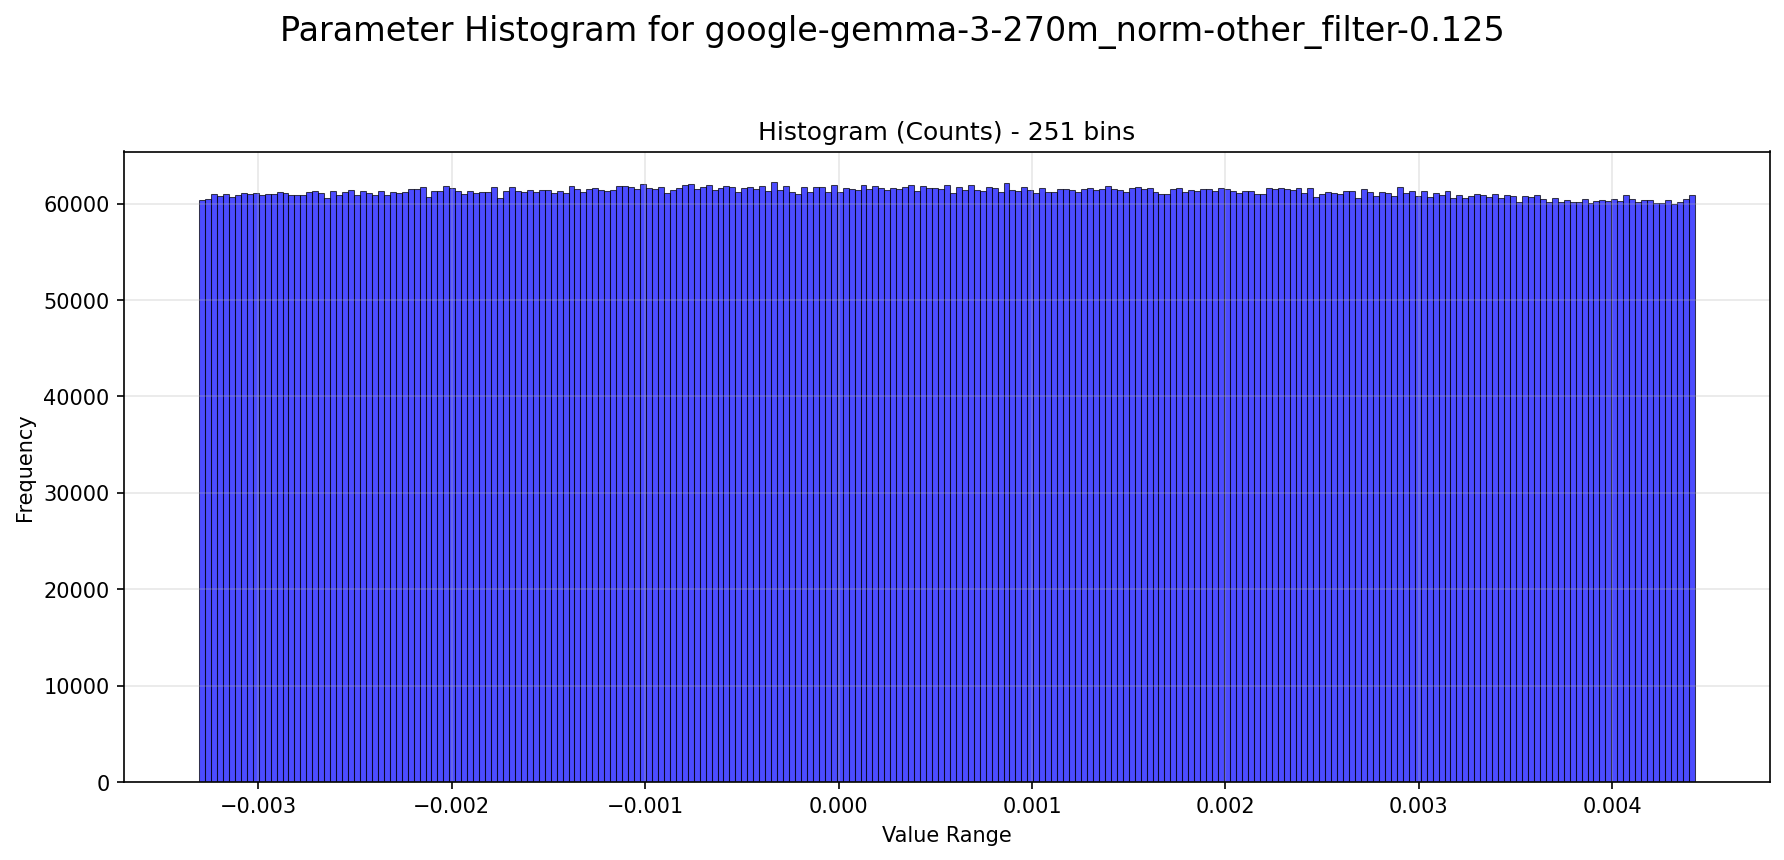 Parameter Histogram for google-gemma-3-270m_norm-other_filter-0.125
Histogram (Counts) - 251 bins
60000
50000
40000
30000
20000
10000
0
Frequency
−0.003 −0.002 −0.001 0.000 0.001 0.002 0.003 0.004
Value Range